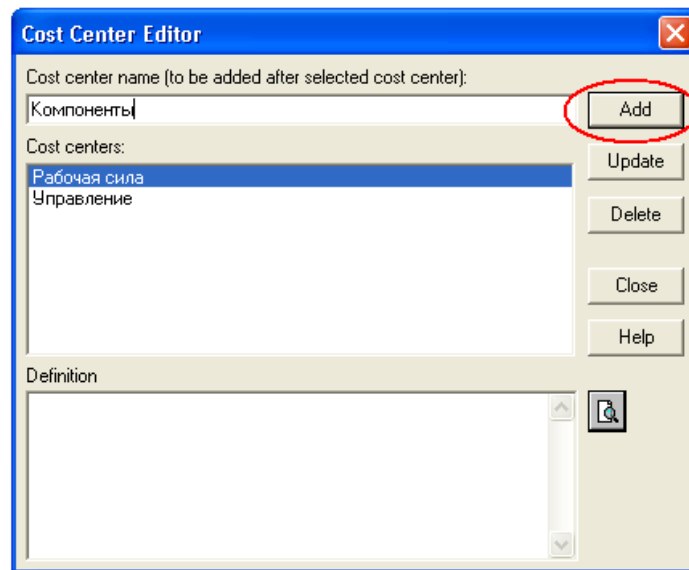 Cost Center Editor
Cost center name (to be added after selected cost center):
Компоненты
Add
Cost centers:
Update
Рабочая сила
Управление
Delete
Close
Help
Definition